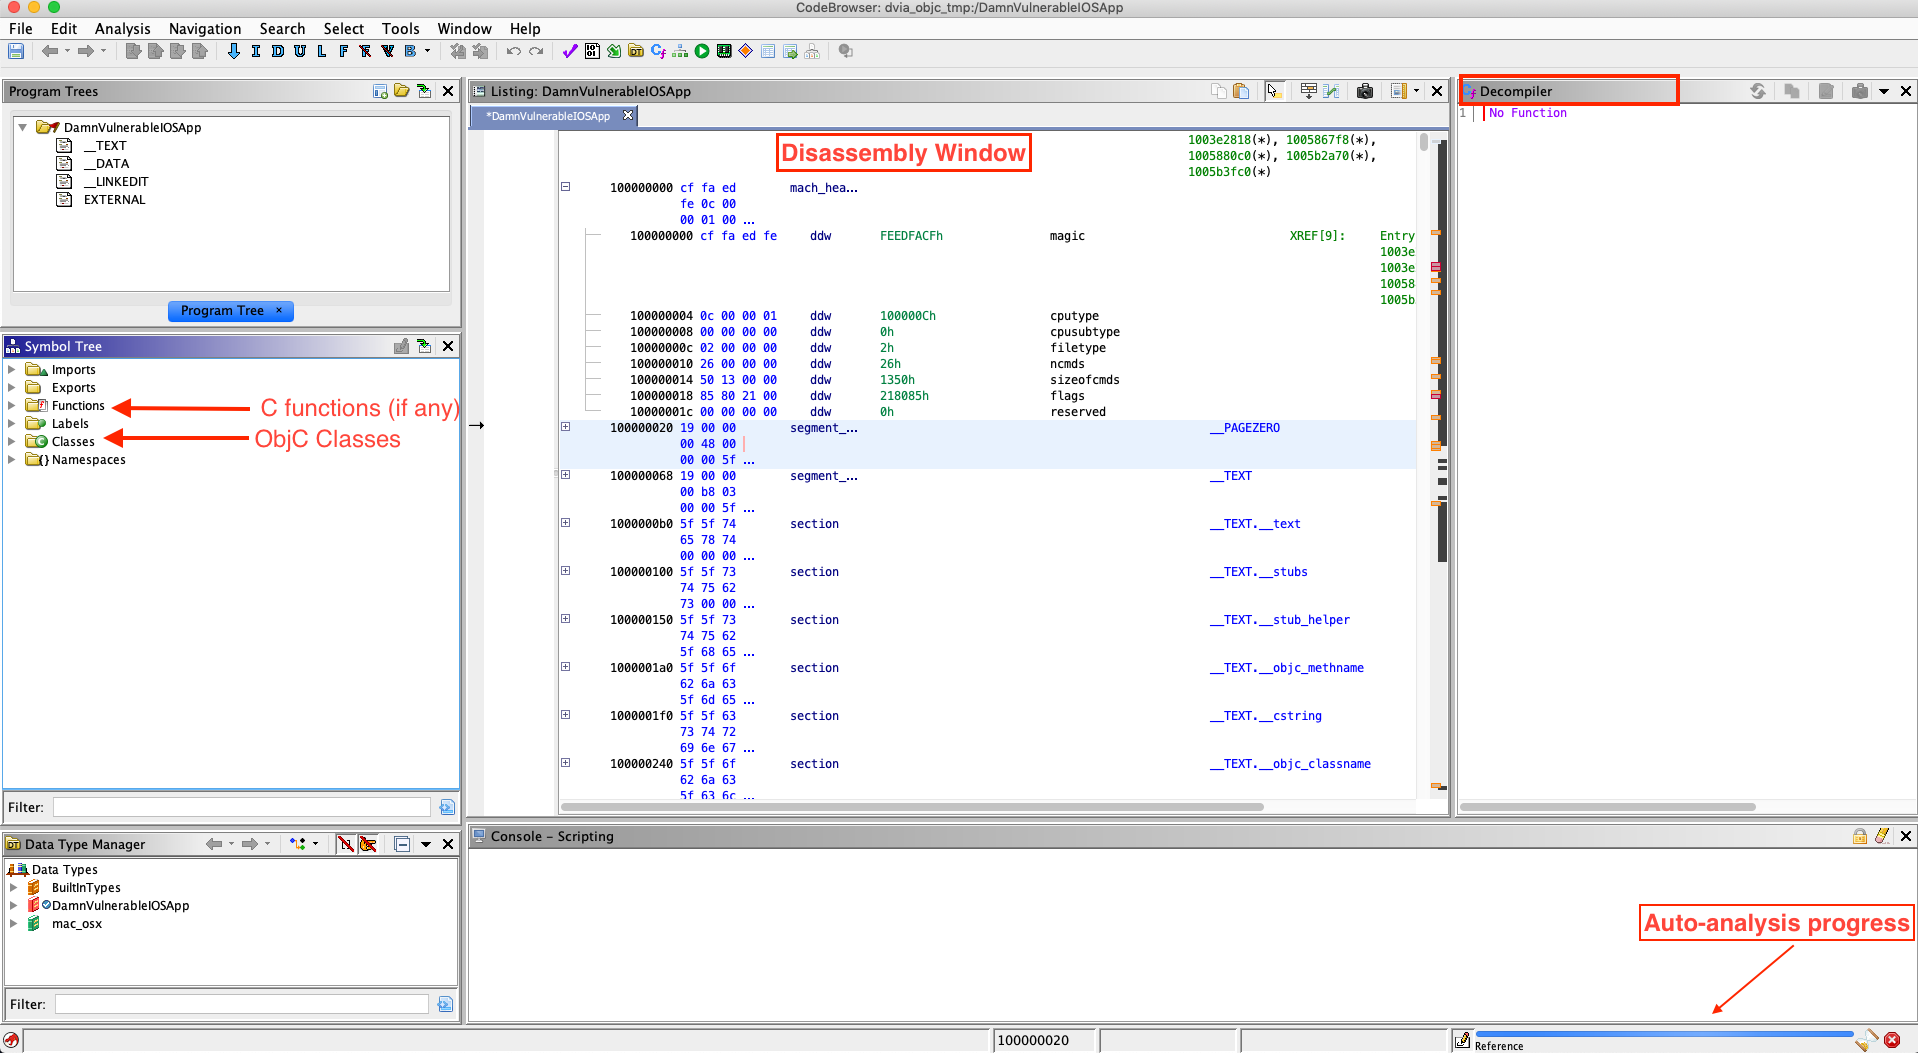 CodeBrowser: dvia_objc_tmp:/DamnVulnerableIOSApp
File Edit Analysis Navigation Search Select Tools Window Help
I D U L F B
Program Trees
DamnVulnerableIOSApp
__TEXT
__DATA
__LINKEDIT
EXTERNAL
Program Tree ×
Symbol Tree
Imports
Exports
Functions
Labels
Classes
Namespaces
C functions (if any)
ObjC Classes
Filter:
Data Type Manager
Data Types
BuiltInTypes
DamnVulnerableIOSApp
mac_osx
Filter:
Listing: DamnVulnerableIOSApp
*DamnVulnerableIOSApp
Disassembly Window
1003e2818(*), 1005867f8(*),
1005880c0(*), 1005b2a70(*),
1005b3fc0(*)
100000000 cf fa ed mach_hea...
fe 0c 00
00 01 00 ...
100000000 cf fa ed fe ddw FEEDFACFh magic XREF[9]: Entry
1003e
1003e
10058
1005b
100000004 0c 00 00 01 ddw 100000Ch cputype
100000008 00 00 00 00 ddw 0h cpusubtype
10000000c 02 00 00 00 ddw 2h filetype
100000010 26 00 00 00 ddw 26h ncmds
100000014 50 13 00 00 ddw 1350h sizeofcmds
100000018 85 80 21 00 ddw 218085h flags
10000001c 00 00 00 00 ddw 0h reserved
100000020 19 00 00 segment_... __PAGEZERO
00 48 00
00 00 5f ...
100000068 19 00 00 segment_... __TEXT
00 b8 03
00 00 5f ...
1000000b0 5f 5f 74 section __TEXT.__text
65 78 74
00 00 00 ...
100000100 5f 5f 73 section __TEXT.__stubs
74 75 62
73 00 00 ...
100000150 5f 5f 73 section __TEXT.__stub_helper
74 75 62
5f 68 65 ...
1000001a0 5f 5f 6f section __TEXT.__objc_methname
62 6a 63
5f 6d 65 ...
1000001f0 5f 5f 63 section __TEXT.__cstring
73 74 72
69 6e 67 ...
100000240 5f 5f 6f section __TEXT.__objc_classname
62 6a 63
5f 63 6c ...
Decompiler
1 No Function
Console - Scripting
Auto-analysis progress
100000020
Reference